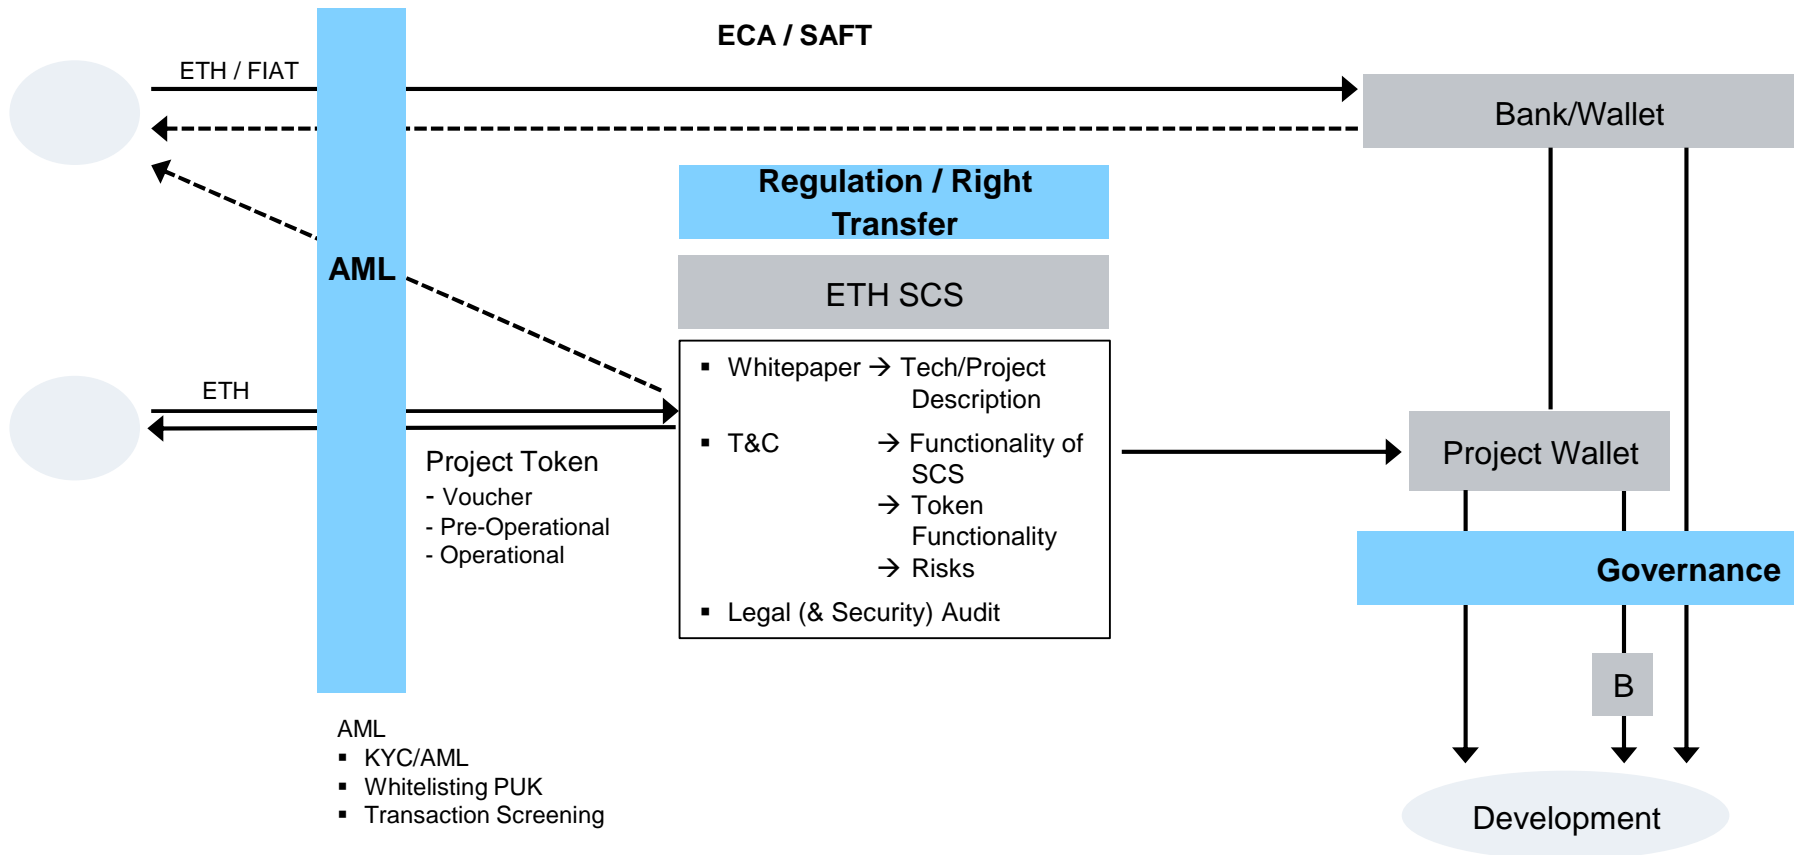 ECA / SAFT
ETH / FIAT
Bank/Wallet
Regulation / Right
Transfer
AML
ETH SCS
ETH
▪ Whitepaper → Tech/Project
Description
▪ T&C → Functionality of
SCS
→ Token
Functionality
→ Risks
▪ Legal (& Security) Audit
Project Token
- Voucher
- Pre-Operational
- Operational
Project Wallet
Governance
B
Development
AML
▪ KYC/AML
▪ Whitelisting PUK
▪ Transaction Screening